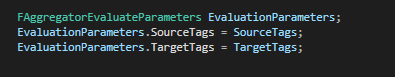 FAggregatorEvaluateParameters EvaluationParameters;
EvaluationParameters.SourceTags = SourceTags;
EvaluationParameters.TargetTags = TargetTags;